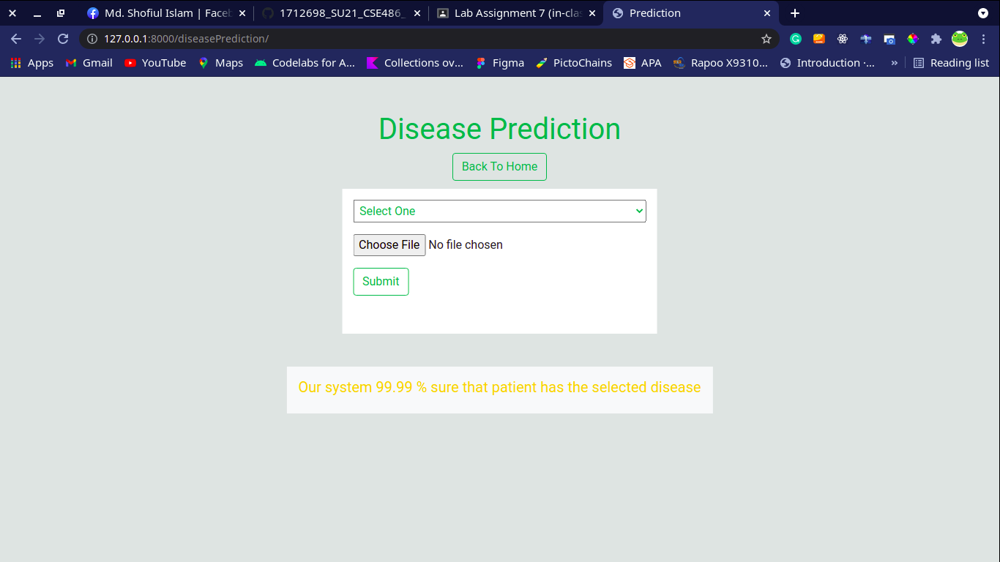 Md. Shofiul Islam | Faceb
1712698_SU21_CSE486_
Lab Assignment 7 (in-clas
Prediction
127.0.0.1:8000/diseasePrediction/
Apps
Gmail
YouTube
Maps
Codelabs for A...
Collections ov...
Figma
PictoChains
APA
Rapoo X9310...
Introduction ·...
»
Reading list
Disease Prediction
Back To Home
Select One
Choose File No file chosen
Submit
Our system 99.99 % sure that patient has the selected disease